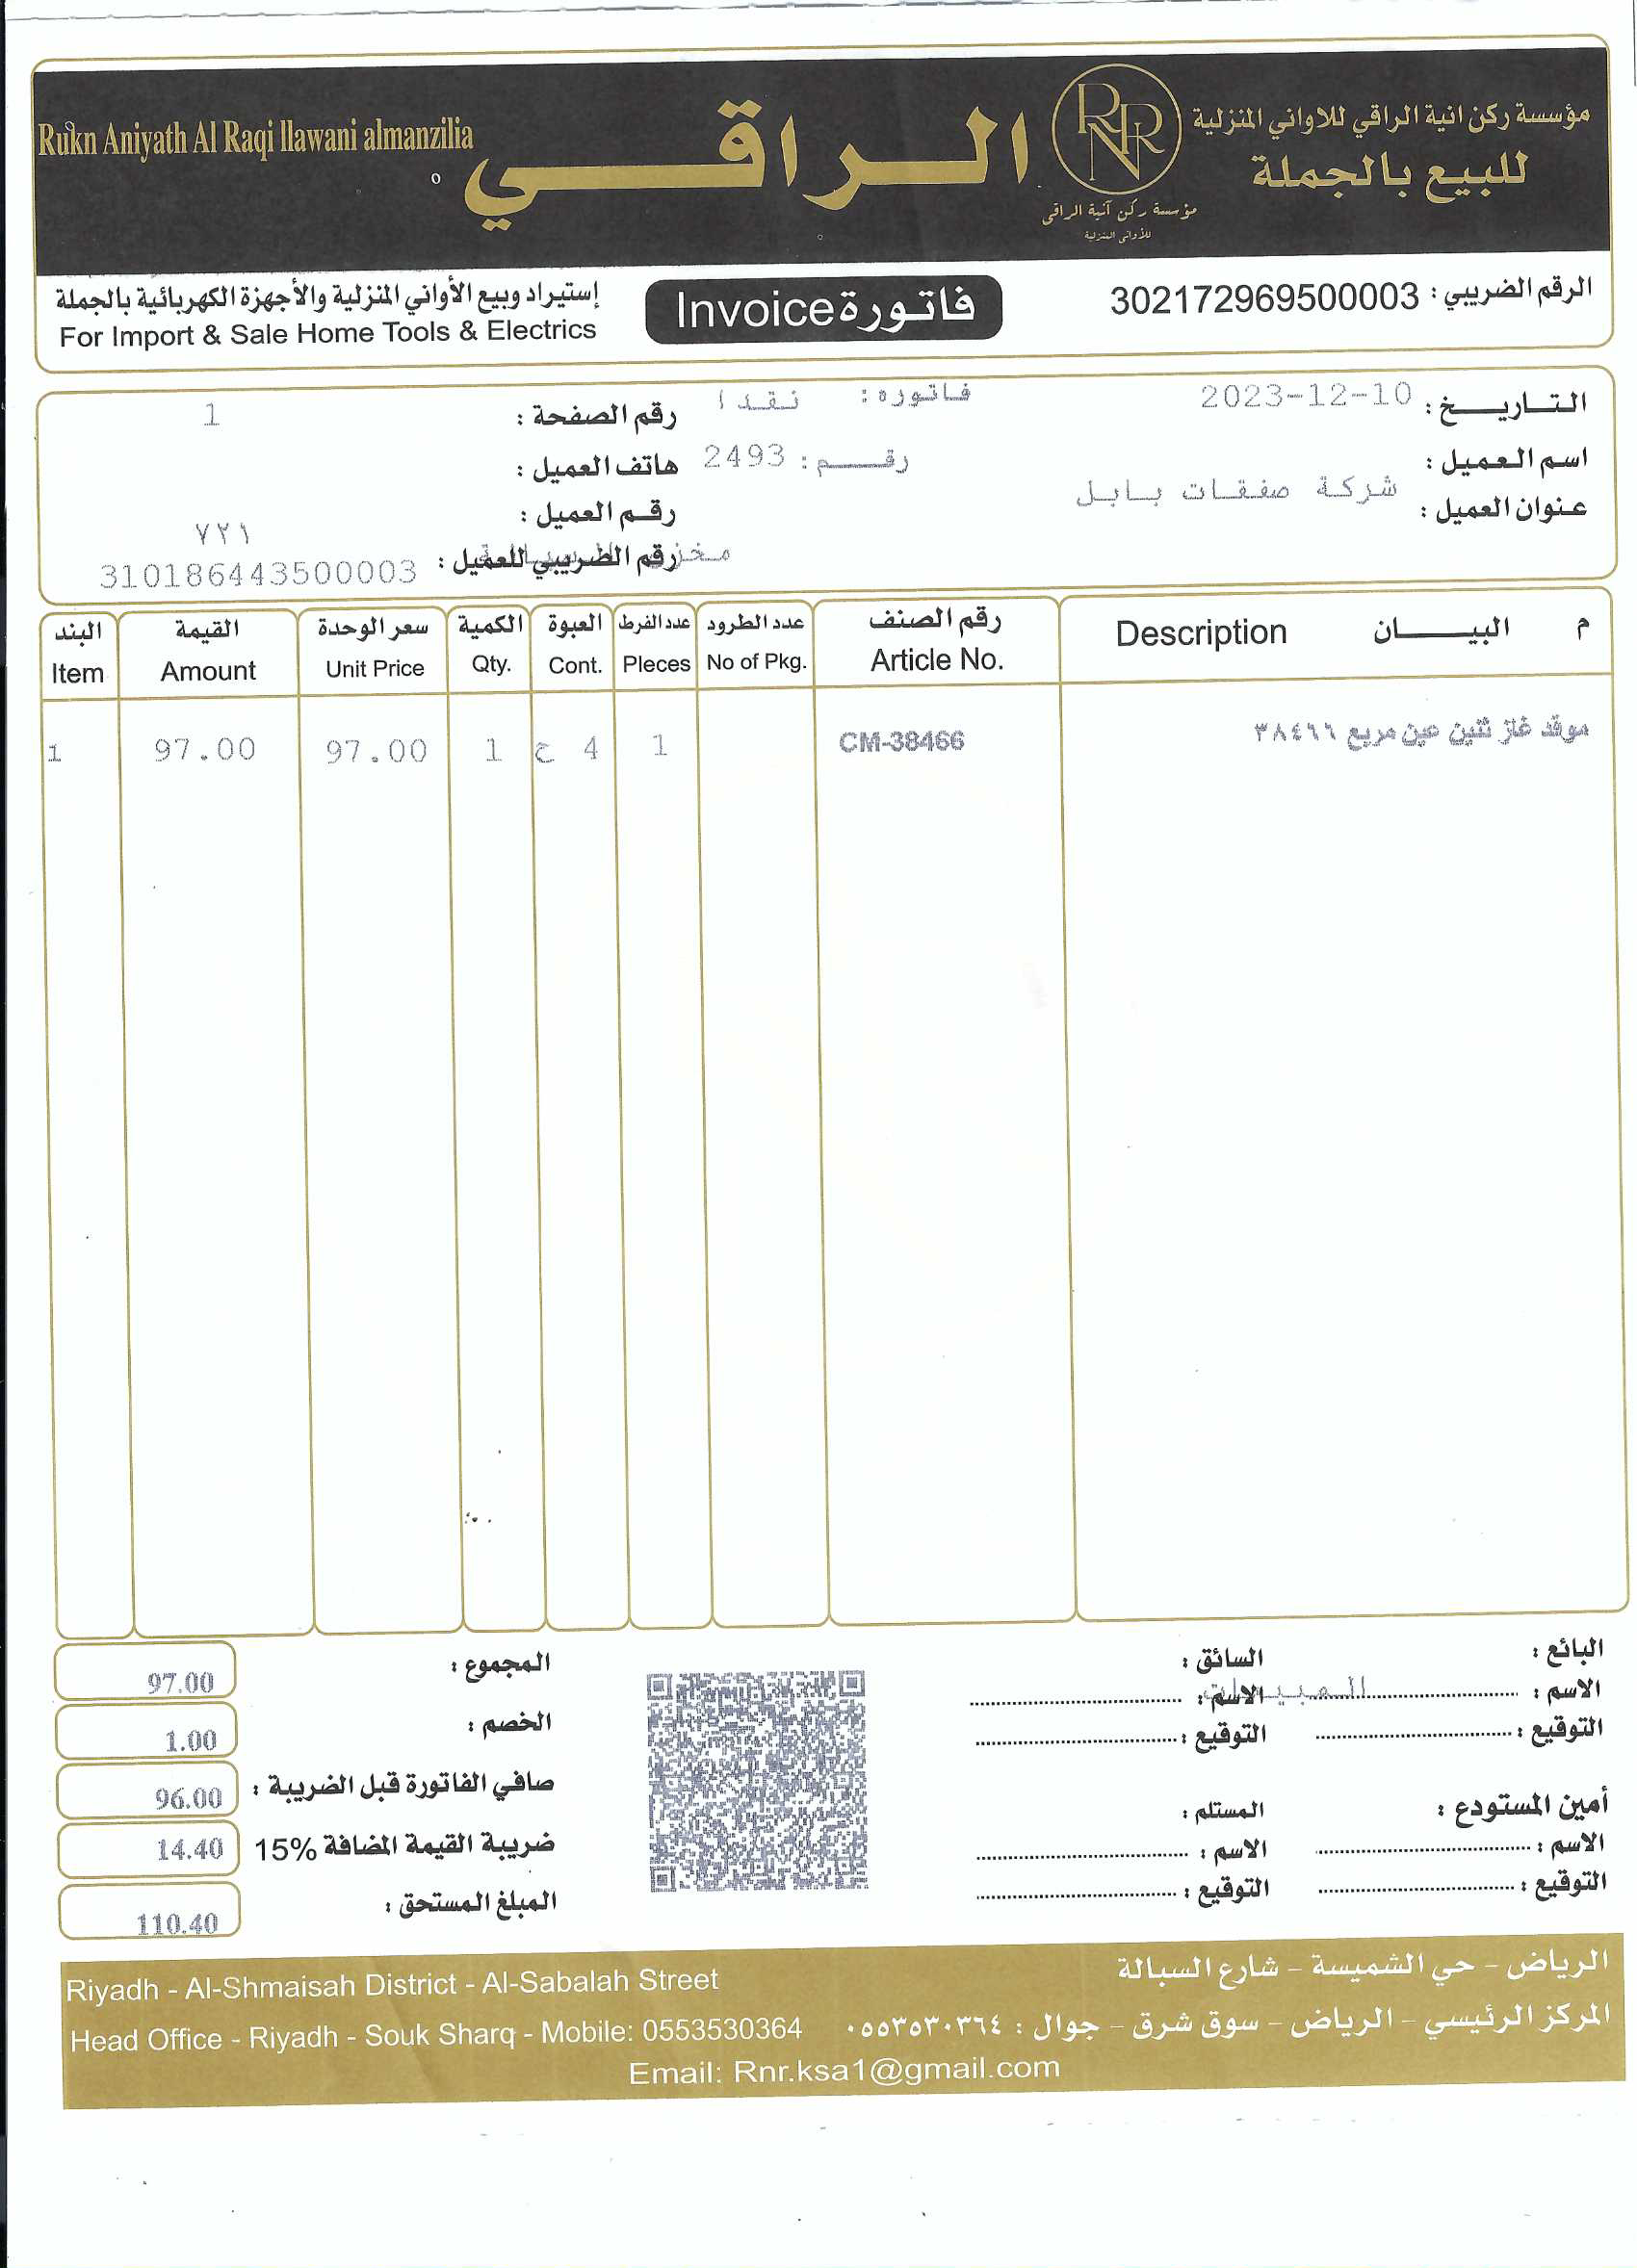 Rukn Aniyath Al Raqi llawani almanzilia
الراقي
RNR
مؤسسة ركن آنية الراقي
للأواني المنزلية
مؤسسة ركن انية الراقي للاواني المنزلية
للبيع بالجملة
إستيراد وبيع الأواني المنزلية والأجهزة الكهربائية بالجملة
For Import & Sale Home Tools & Electrics
فاتورة Invoice
الرقم الضريبي : 302172969500003
التاريخ : 2023-12-10
فاتوره: نقدا
رقم الصفحة : 1
اسم العميل :
رقم : 2493
هاتف العميل :
شركة صفقات بابل
عنوان العميل :
رقم العميل : ٧٢١
رقم الضريبي للعميل : 310186443500003
م البيان Description
رقم الصنف Article No.
عدد الطرود No of Pkg.
عدد الفرط Pleces
العبوة Cont.
الكمية Qty.
سعر الوحدة Unit Price
القيمة Amount
البند Item
موقد غاز ثنين عين مربع ٣٨٤٦٦ CM-38466 1 4 ح 1 97.00 97.00 1
البائع :
الاسم :
التوقيع :
السائق :
الاسم :
التوقيع :
أمين المستودع :
الاسم :
التوقيع :
المستلم :
الاسم :
التوقيع :
المجموع : 97.00
الخصم : 1.00
صافي الفاتورة قبل الضريبة : 96.00
ضريبة القيمة المضافة 15% 14.40
المبلغ المستحق : 110.40
الرياض - حي الشميسة - شارع السبالة
Riyadh - Al-Shmaisah District - Al-Sabalah Street
المركز الرئيسي - الرياض - سوق شرق - جوال : ٠٥٥٣٥٣٠٣٦٤
Head Office - Riyadh - Souk Sharq - Mobile: 0553530364
Email: Rnr.ksa1@gmail.com